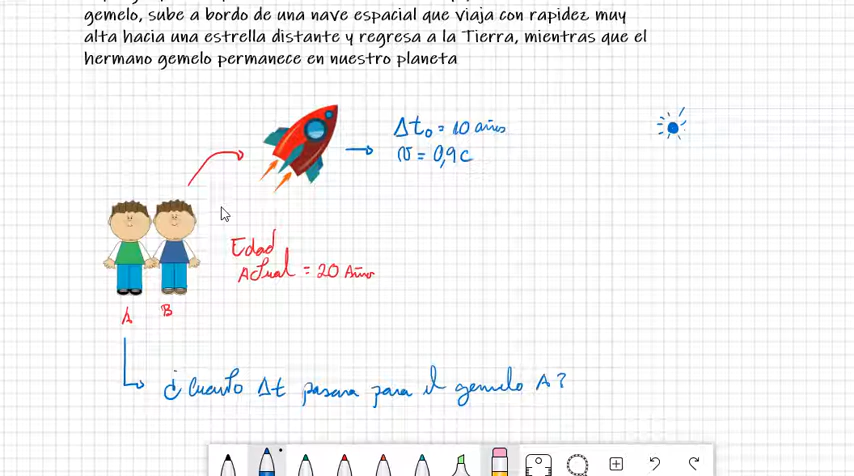 gemelo, sube a bordo de una nave espacial que viaja con rapidez muy
alta hacia una estrella distante y regresa a la Tierra, mientras que el
hermano gemelo permanece en nuestro planeta
Δt₀ = 10 años
v = 0,9c
Edad
Actual = 20 Años
A B
¿Cuanto Δt pasara para el gemelo A?